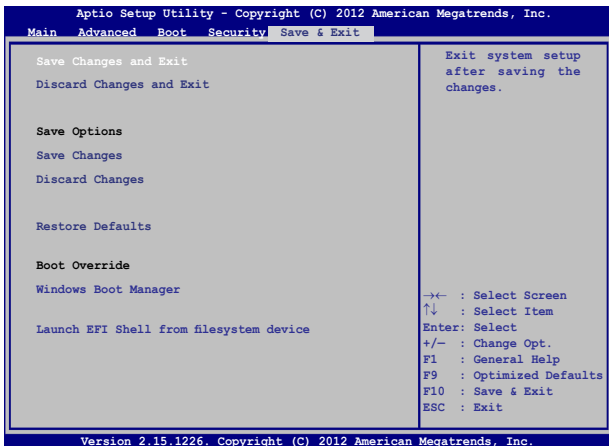 Aptio Setup Utility - Copyright (C) 2012 American Megatrends, Inc.
Main Advanced Boot Security Save & Exit
Save Changes and Exit
Discard Changes and Exit
Save Options
Save Changes
Discard Changes
Restore Defaults
Boot Override
Windows Boot Manager
Launch EFI Shell from filesystem device
Exit system setup
after saving the
changes.
→← : Select Screen
↑↓ : Select Item
Enter: Select
+/— : Change Opt.
F1 : General Help
F9 : Optimized Defaults
F10 : Save & Exit
ESC : Exit
Version 2.15.1226. Copyright (C) 2012 American Megatrends, Inc.